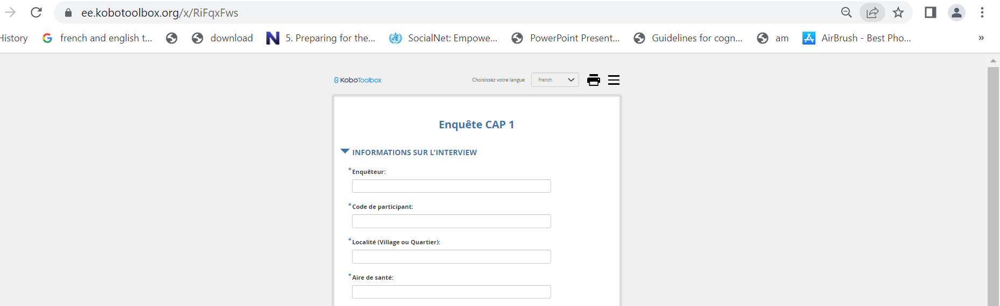 ee.kobotoolbox.org/x/RiFqxFws
History french and english t... download 5. Preparing for the... SocialNet: Empowe... PowerPoint Present... Guidelines for cogn... am AirBrush - Best Pho... »
KoboToolbox Choisissez votre langue French
Enquête CAP 1
INFORMATIONS SUR L'INTERVIEW
* Enquêteur:
* Code de participant:
* Localité (Village ou Quartier):
* Aire de santé: